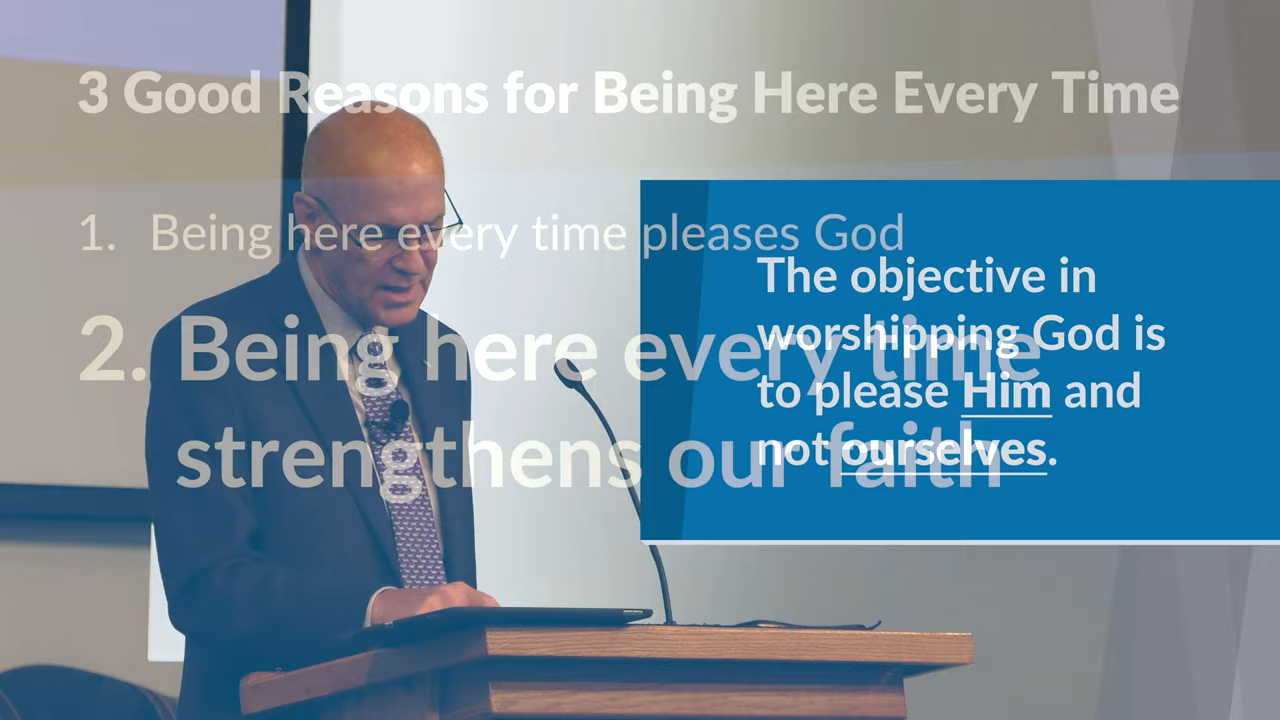 3 Good Reasons for Being Here Every Time
1. Being here every time pleases God
2. Being here every time
strengthens our faith
The objective in
worshipping God is
to please Him and
not ourselves.